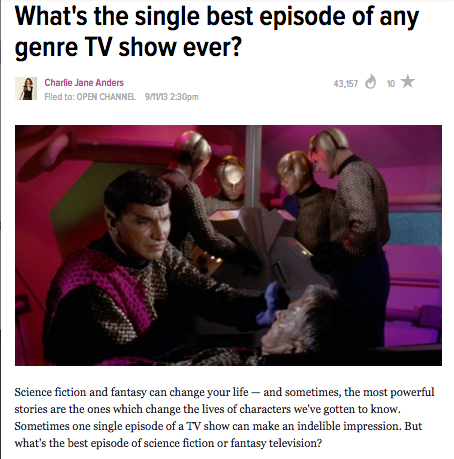 What's the single best episode of any
genre TV show ever?
Charlie Jane Anders
Filed to: OPEN CHANNEL 9/11/13 2:30pm
43,157 10
Science fiction and fantasy can change your life — and sometimes, the most powerful
stories are the ones which change the lives of characters we've gotten to know.
Sometimes one single episode of a TV show can make an indelible impression. But
what's the best episode of science fiction or fantasy television?